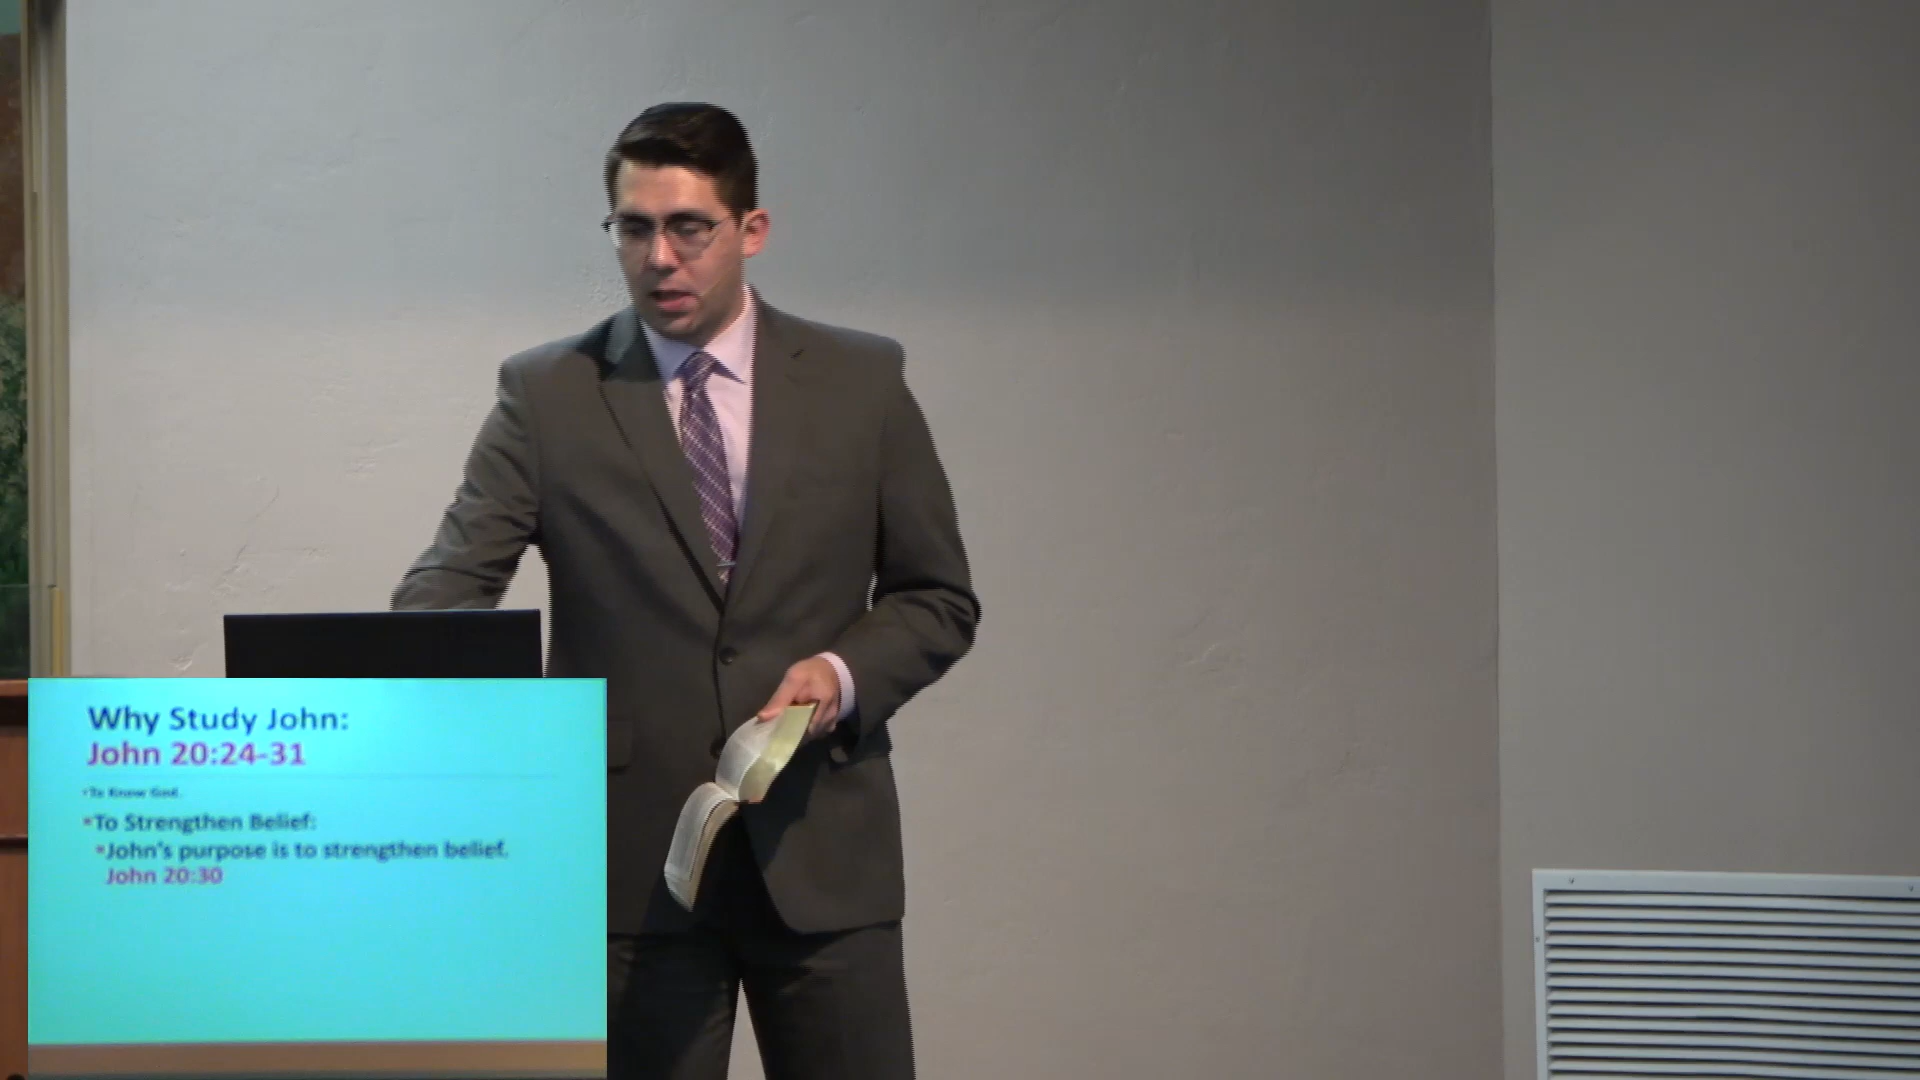 Why Study John:
John 20:24-31
•To Know God.
•To Strengthen Belief:
•John's purpose is to strengthen belief.
John 20:30